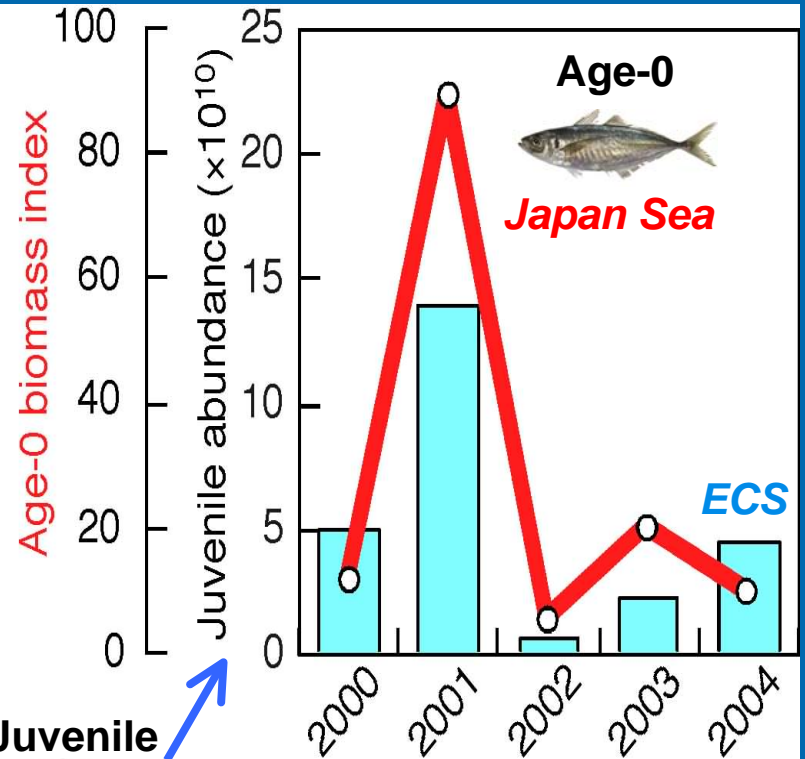 Age-0 biomass index
100
80
60
40
20
0
Juvenile abundance (×10¹⁰)
25
20
15
10
5
0
Age-0
Japan Sea
ECS
2000
2001
2002
2003
2004
Juvenile